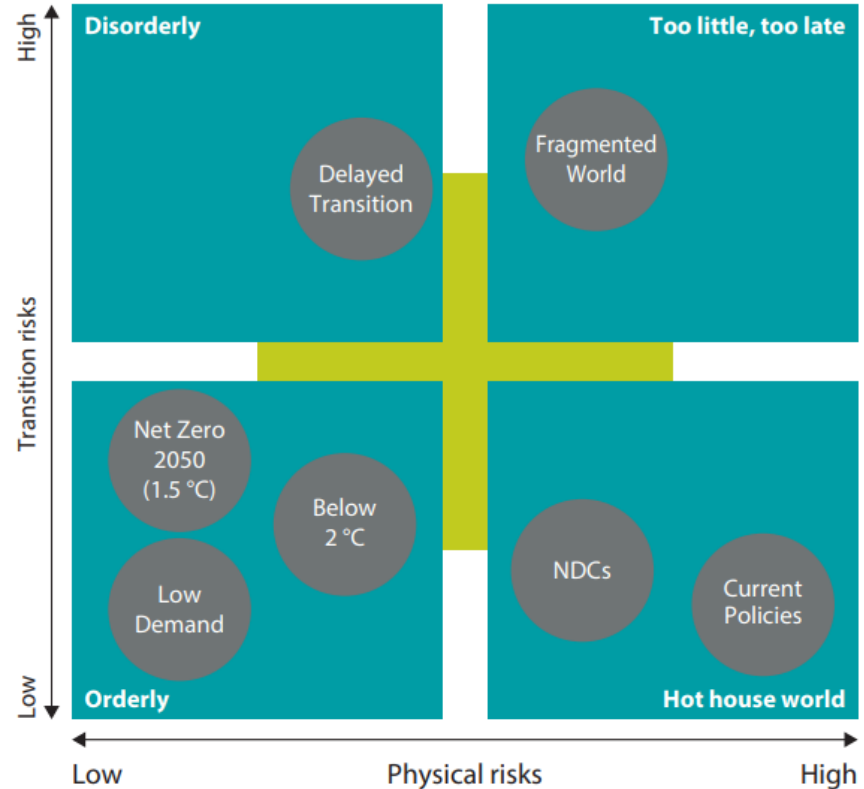 High
Transition risks
Low
Disorderly
Too little, too late
Delayed
Transition
Fragmented
World
Net Zero
2050
(1.5 °C)
Below
2 °C
Low
Demand
NDCs
Current
Policies
Orderly
Hot house world
Low
Physical risks
High